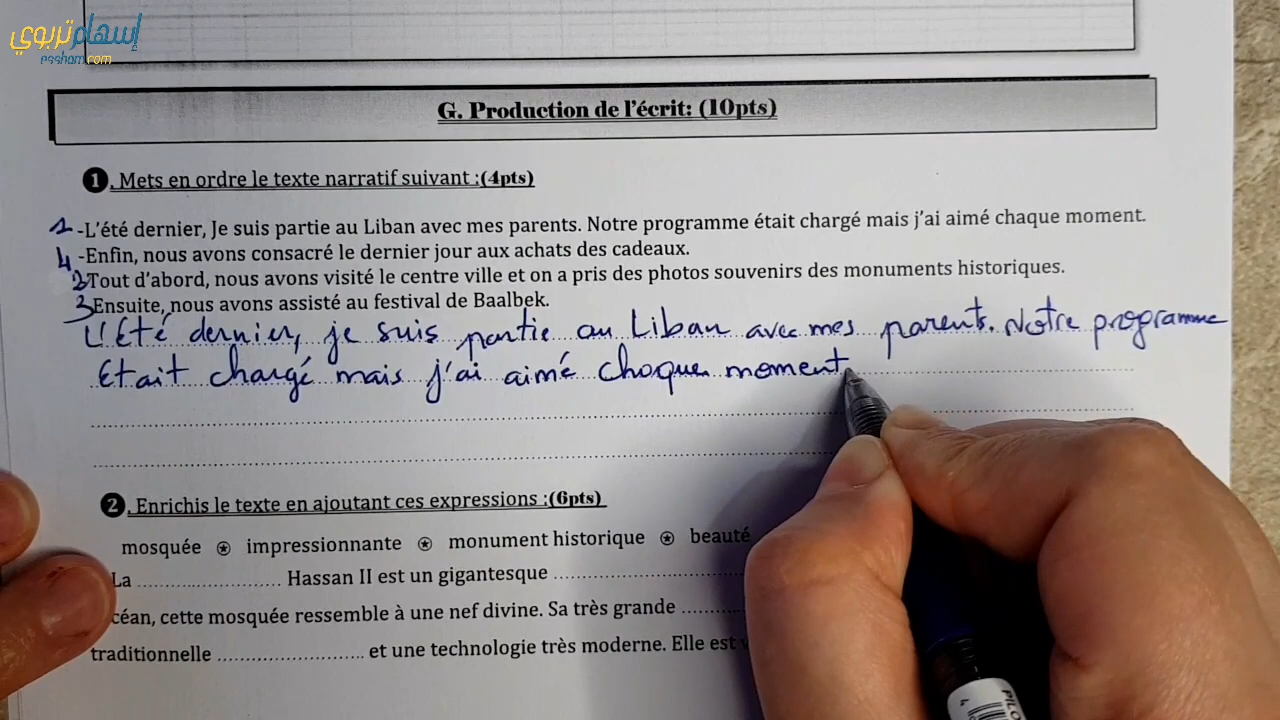 إسهام تربوي
essham.com
G. Production de l'écrit: (10pts)
1. Mets en ordre le texte narratif suivant :(4pts)
1 -L'été dernier, Je suis partie au Liban avec mes parents. Notre programme était chargé mais j'ai aimé chaque moment.
4 -Enfin, nous avons consacré le dernier jour aux achats des cadeaux.
2 Tout d'abord, nous avons visité le centre ville et on a pris des photos souvenirs des monuments historiques.
3 Ensuite, nous avons assisté au festival de Baalbek.
L'été dernier, je suis partie au Liban avec mes parents. Notre programme
était chargé mais j'ai aimé chaque moment
2. Enrichis le texte en ajoutant ces expressions :(6pts)
mosquée ⍟ impressionnante ⍟ monument historique ⍟ beauté
La ........................ Hassan II est un gigantesque ................................
céan, cette mosquée ressemble à une nef divine. Sa très grande ..........
traditionnelle ......................... et une technologie très moderne. Elle est
PILO